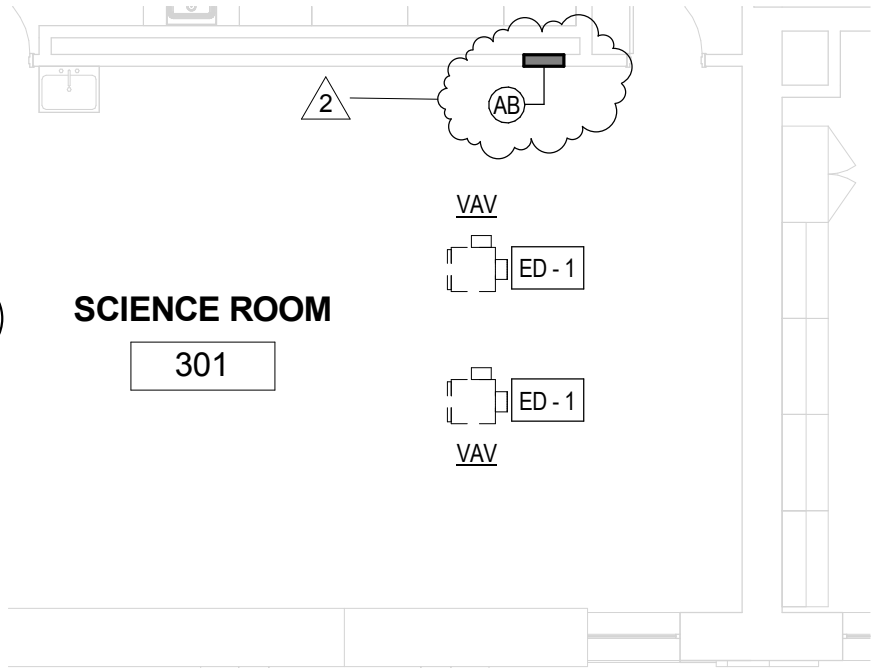 2
AB
VAV
ED - 1
SCIENCE ROOM
301
ED - 1
VAV